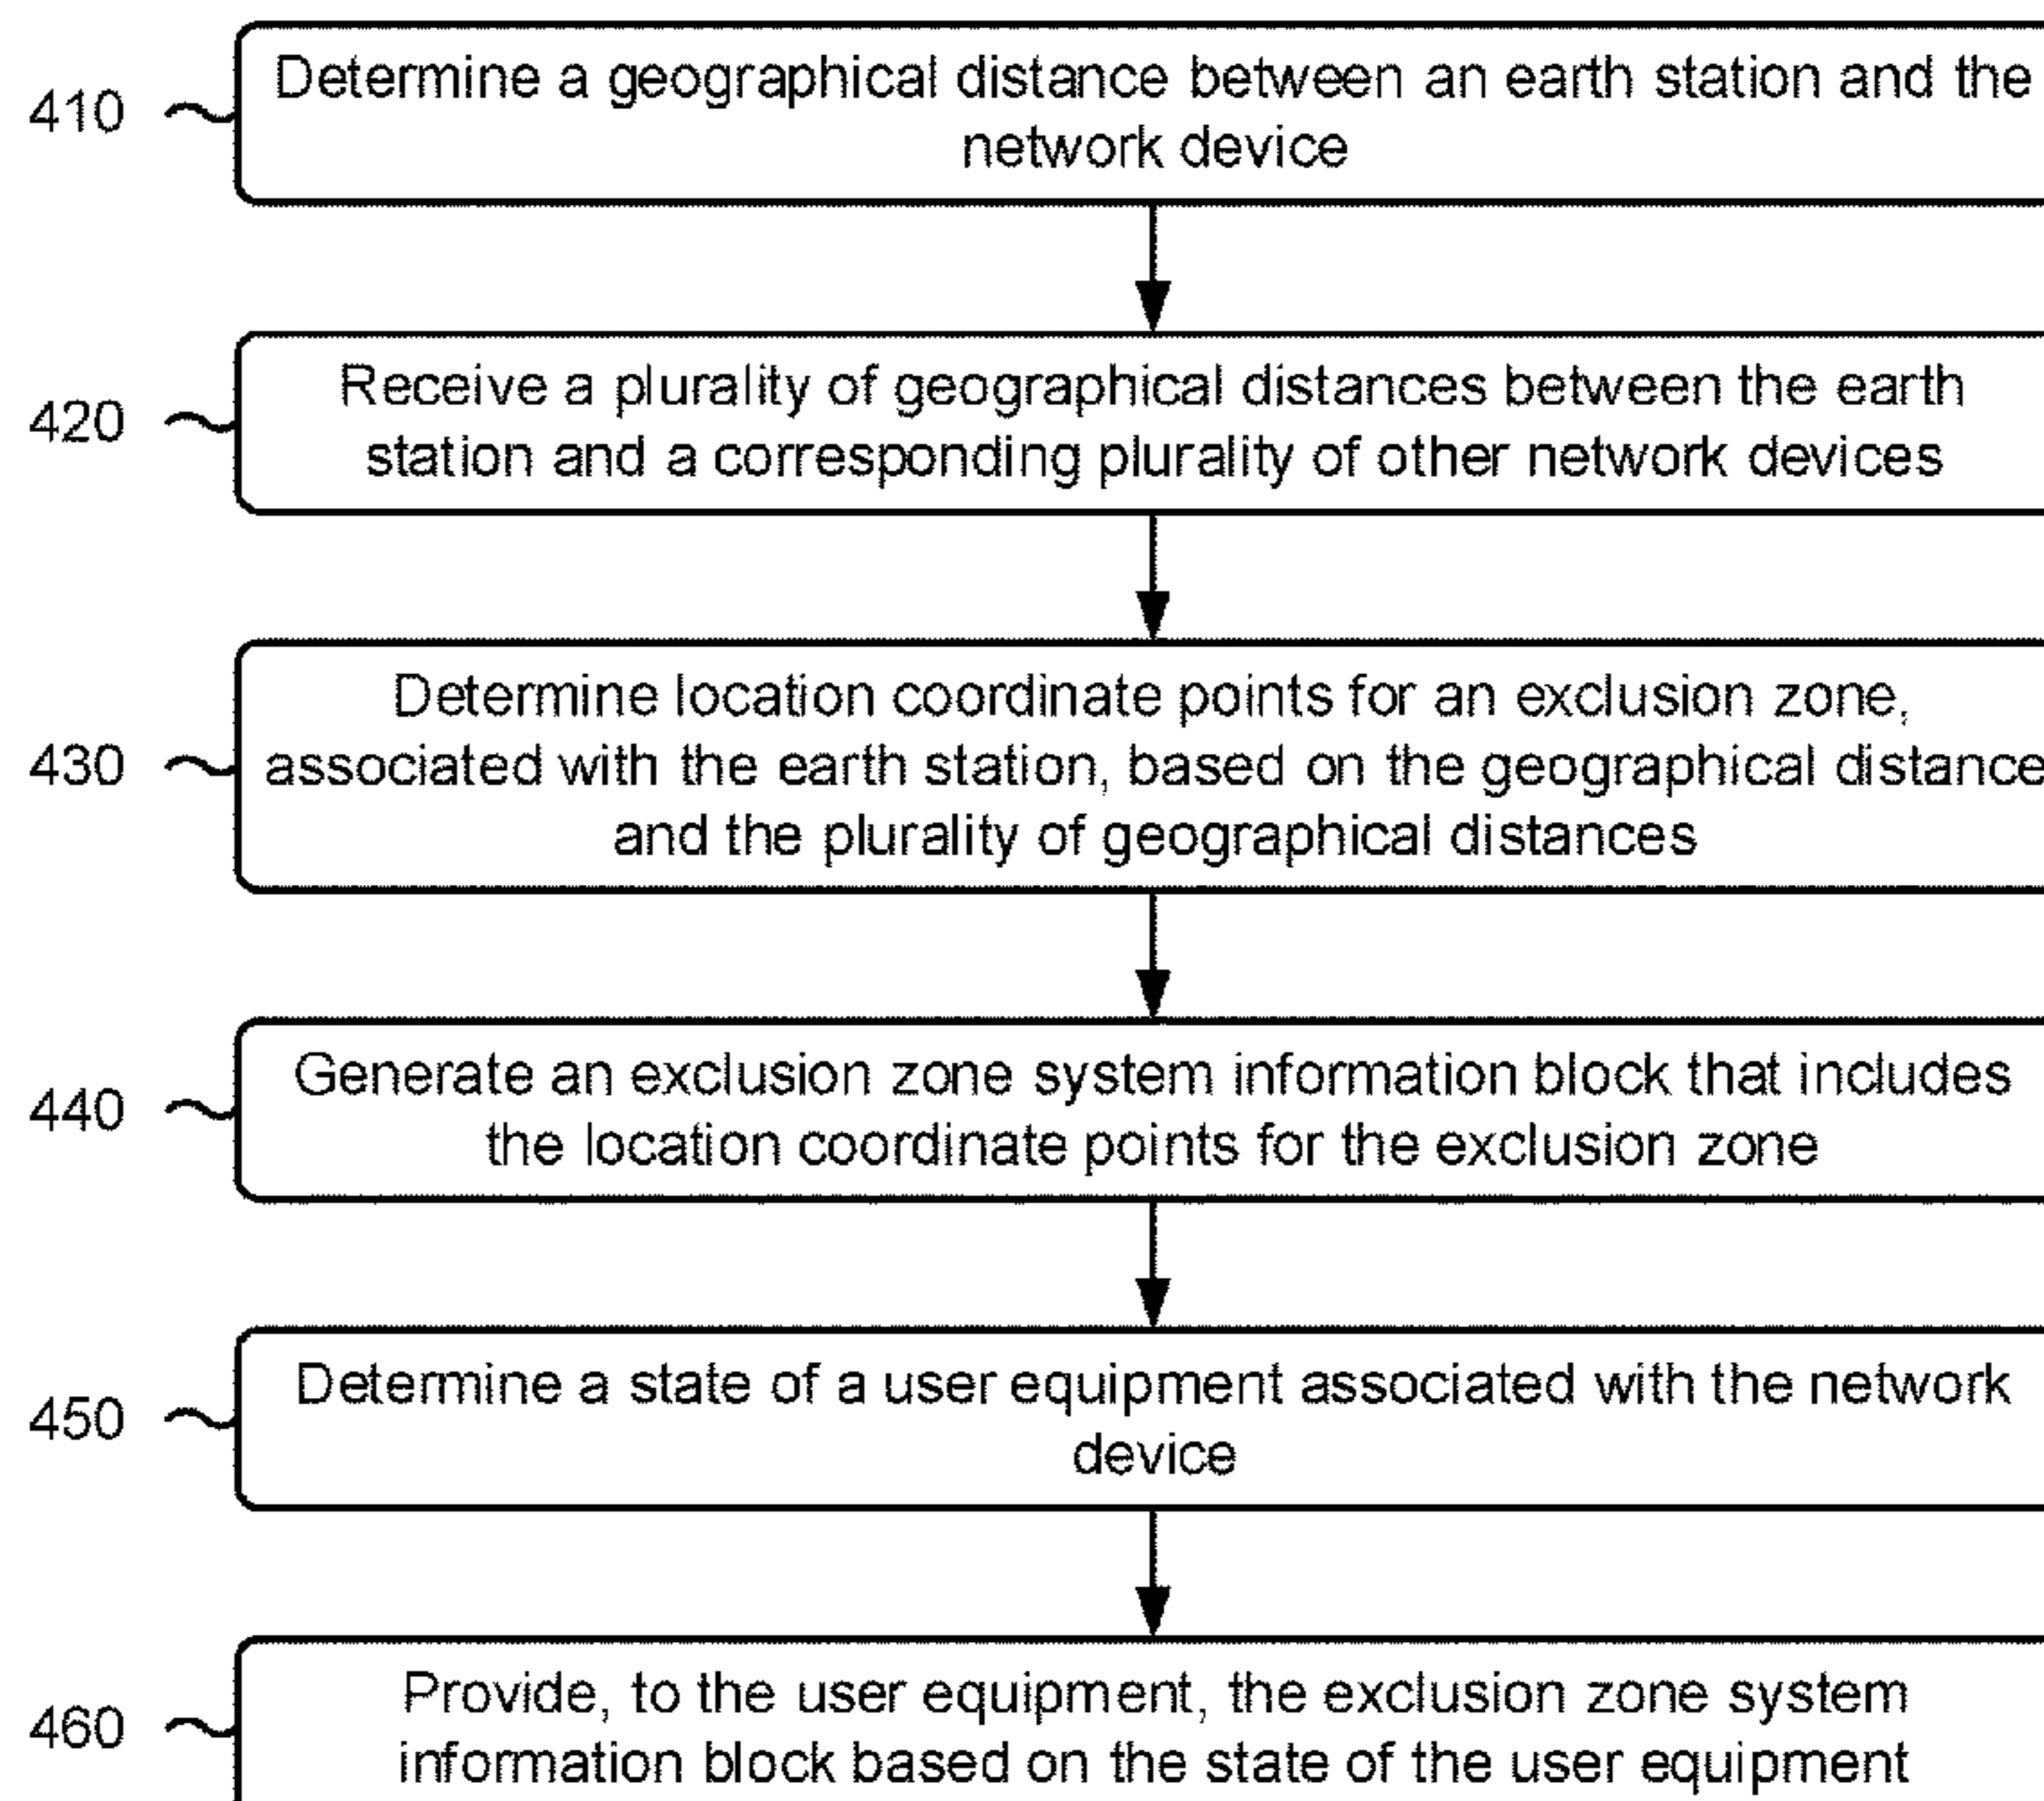 410
Determine a geographical distance between an earth station and the
network device
420
Receive a plurality of geographical distances between the earth
station and a corresponding plurality of other network devices
430
Determine location coordinate points for an exclusion zone,
associated with the earth station, based on the geographical distance
and the plurality of geographical distances
440
Generate an exclusion zone system information block that includes
the location coordinate points for the exclusion zone
450
Determine a state of a user equipment associated with the network
device
460
Provide, to the user equipment, the exclusion zone system
information block based on the state of the user equipment